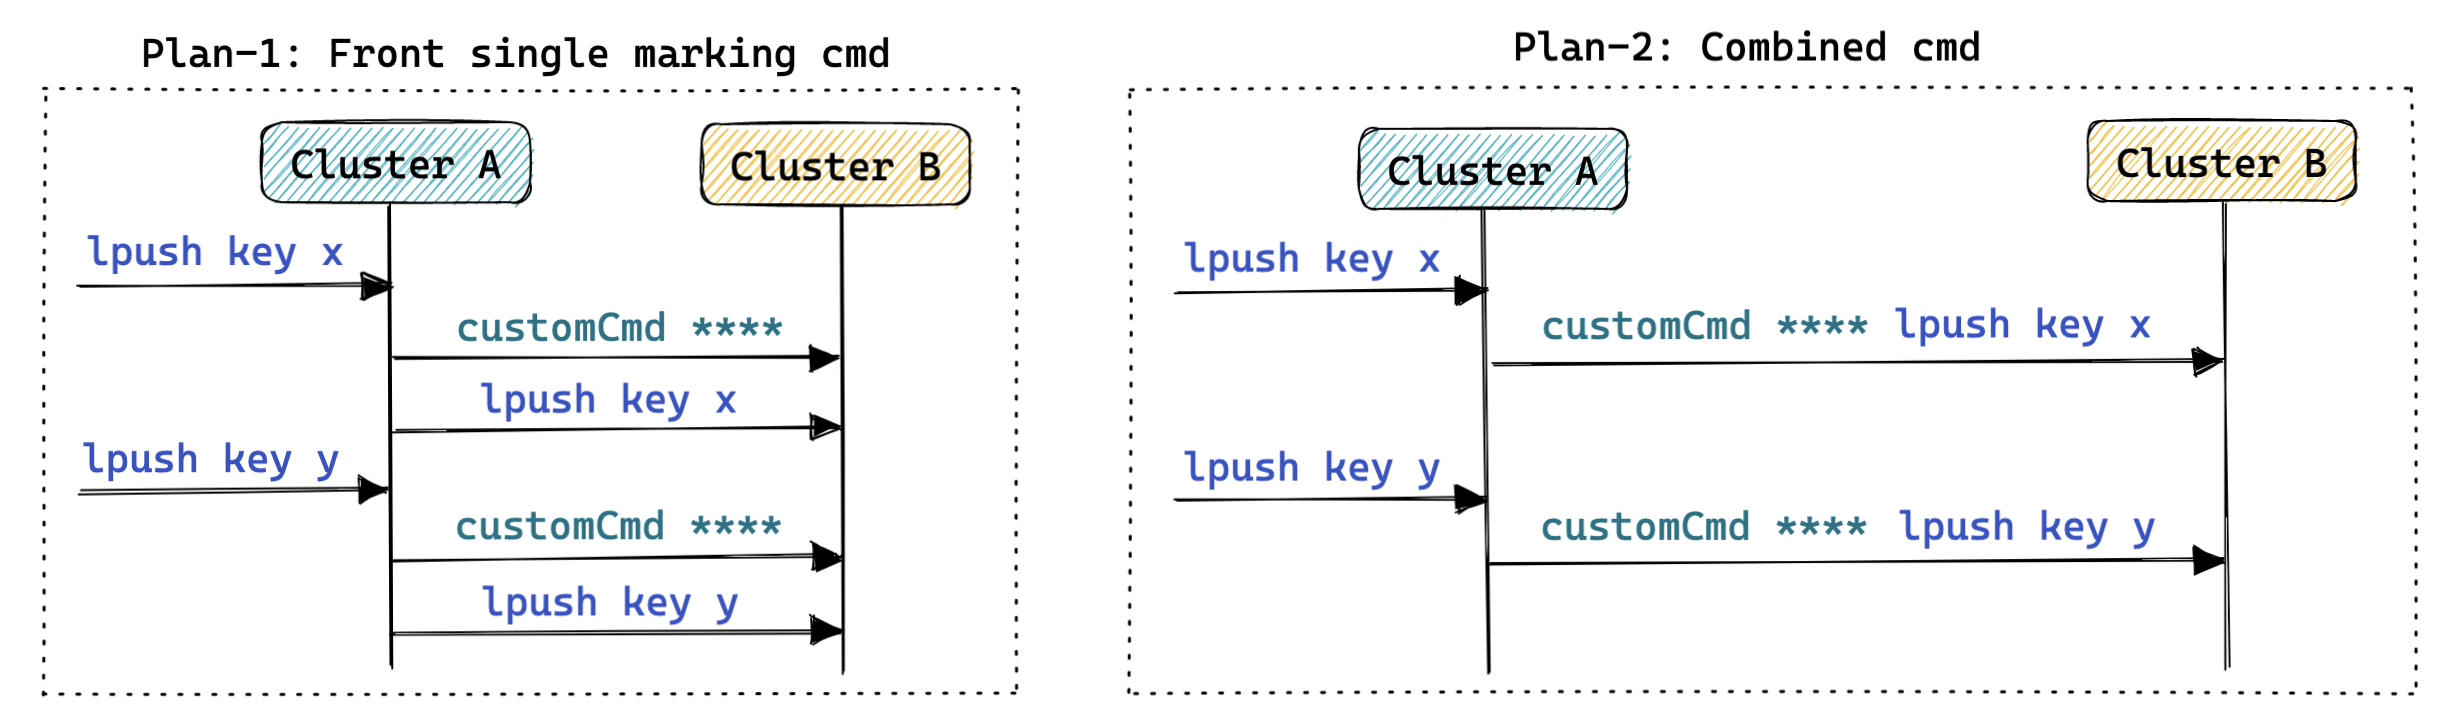 Plan-1: Front single marking cmd
Cluster A
Cluster B
lpush key x
customCmd ****
lpush key x
lpush key y
customCmd ****
lpush key y
Plan-2: Combined cmd
Cluster A
Cluster B
lpush key x
customCmd **** lpush key x
lpush key y
customCmd **** lpush key y